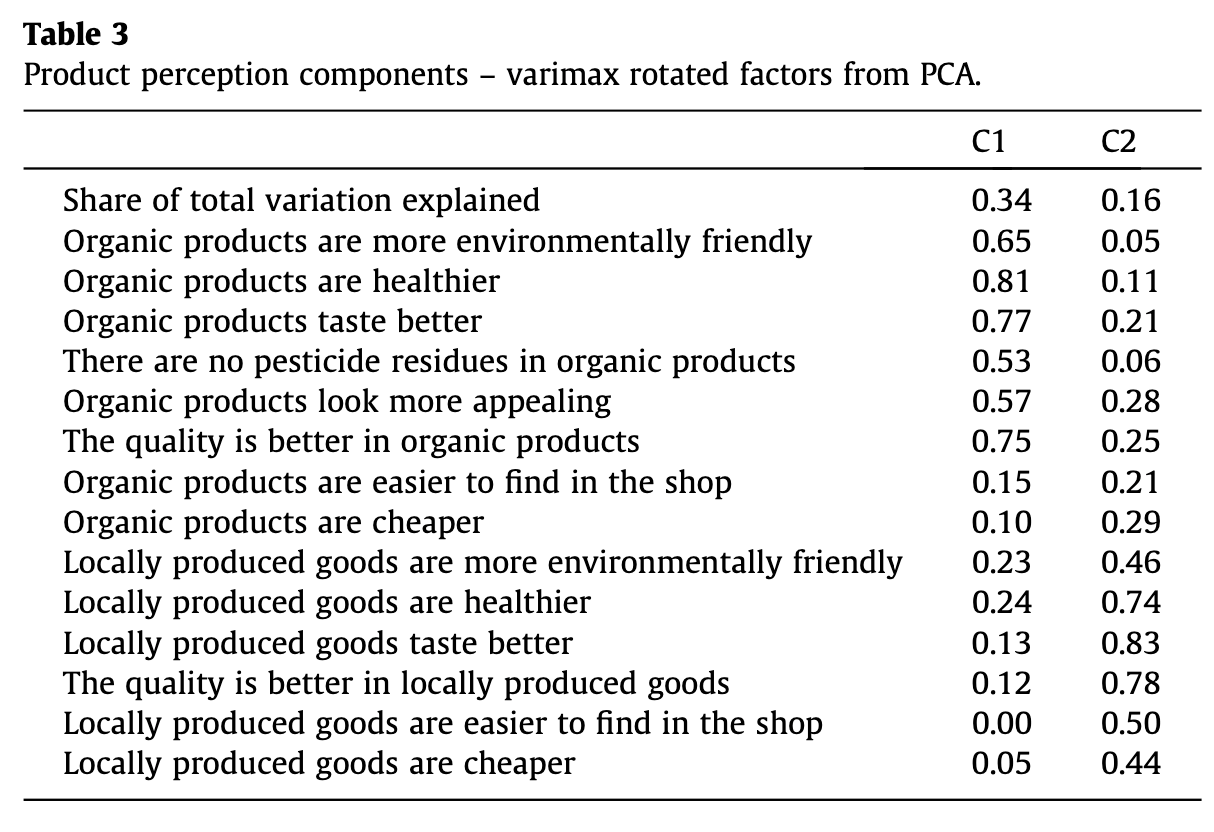 Table 3
Product perception components – varimax rotated factors from PCA.
C1 C2
Share of total variation explained 0.34 0.16
Organic products are more environmentally friendly 0.65 0.05
Organic products are healthier 0.81 0.11
Organic products taste better 0.77 0.21
There are no pesticide residues in organic products 0.53 0.06
Organic products look more appealing 0.57 0.28
The quality is better in organic products 0.75 0.25
Organic products are easier to find in the shop 0.15 0.21
Organic products are cheaper 0.10 0.29
Locally produced goods are more environmentally friendly 0.23 0.46
Locally produced goods are healthier 0.24 0.74
Locally produced goods taste better 0.13 0.83
The quality is better in locally produced goods 0.12 0.78
Locally produced goods are easier to find in the shop 0.00 0.50
Locally produced goods are cheaper 0.05 0.44